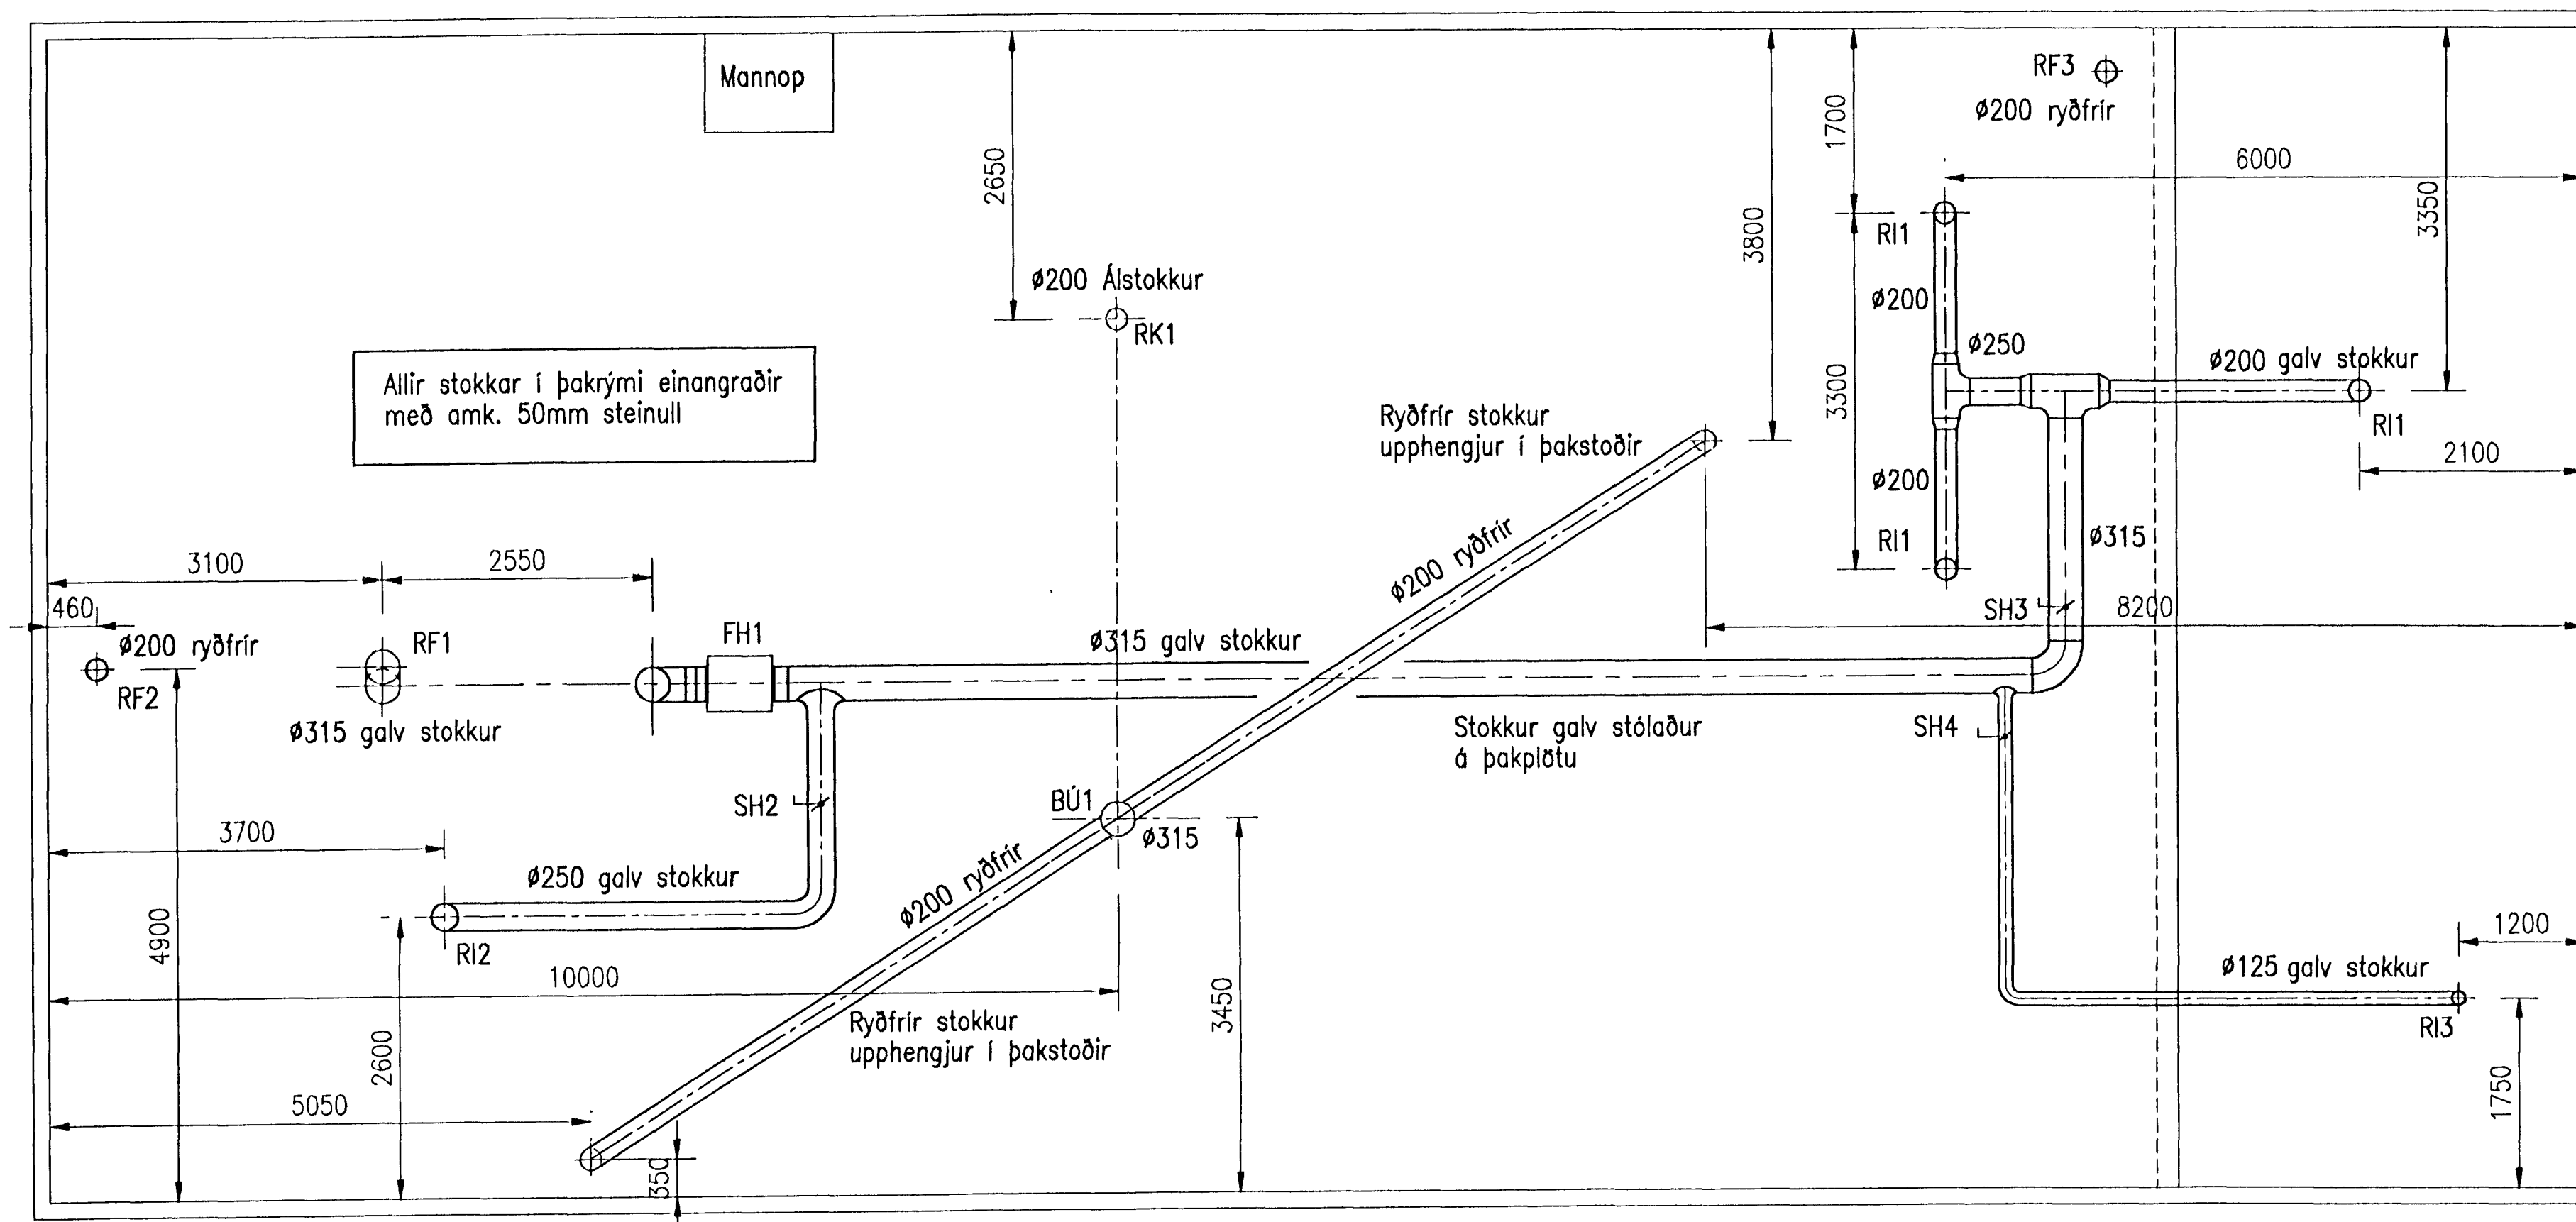 Mannop
RF3
ø200 ryðfrír
1700
6000
2650
3800
3350
RI1
ø200 Álstokkur
RK1
ø200
ø250
ø200 galv stokkur
3300
Allir stokkar í þakrými einangraðir
með amk. 50mm steinull
Ryðfrír stokkur
upphengjur í þakstoðir
RI1
2100
ø200
RI1
ø315
3100
2550
ø200 ryðfrír
460
SH3
8200
ø200 ryðfrír
RF1
FH1
ø315 galv stokkur
RF2
ø315 galv stokkur
Stokkur galv stólaður
á þakplötu
SH4
SH2
BÚ1
ø315
3700
ø250 galv stokkur
ø200 ryðfrír
4900
RI2
1200
10000
ø125 galv stokkur
3450
Ryðfrír stokkur
upphengjur í þakstoðir
RI3
2600
5050
1750
350